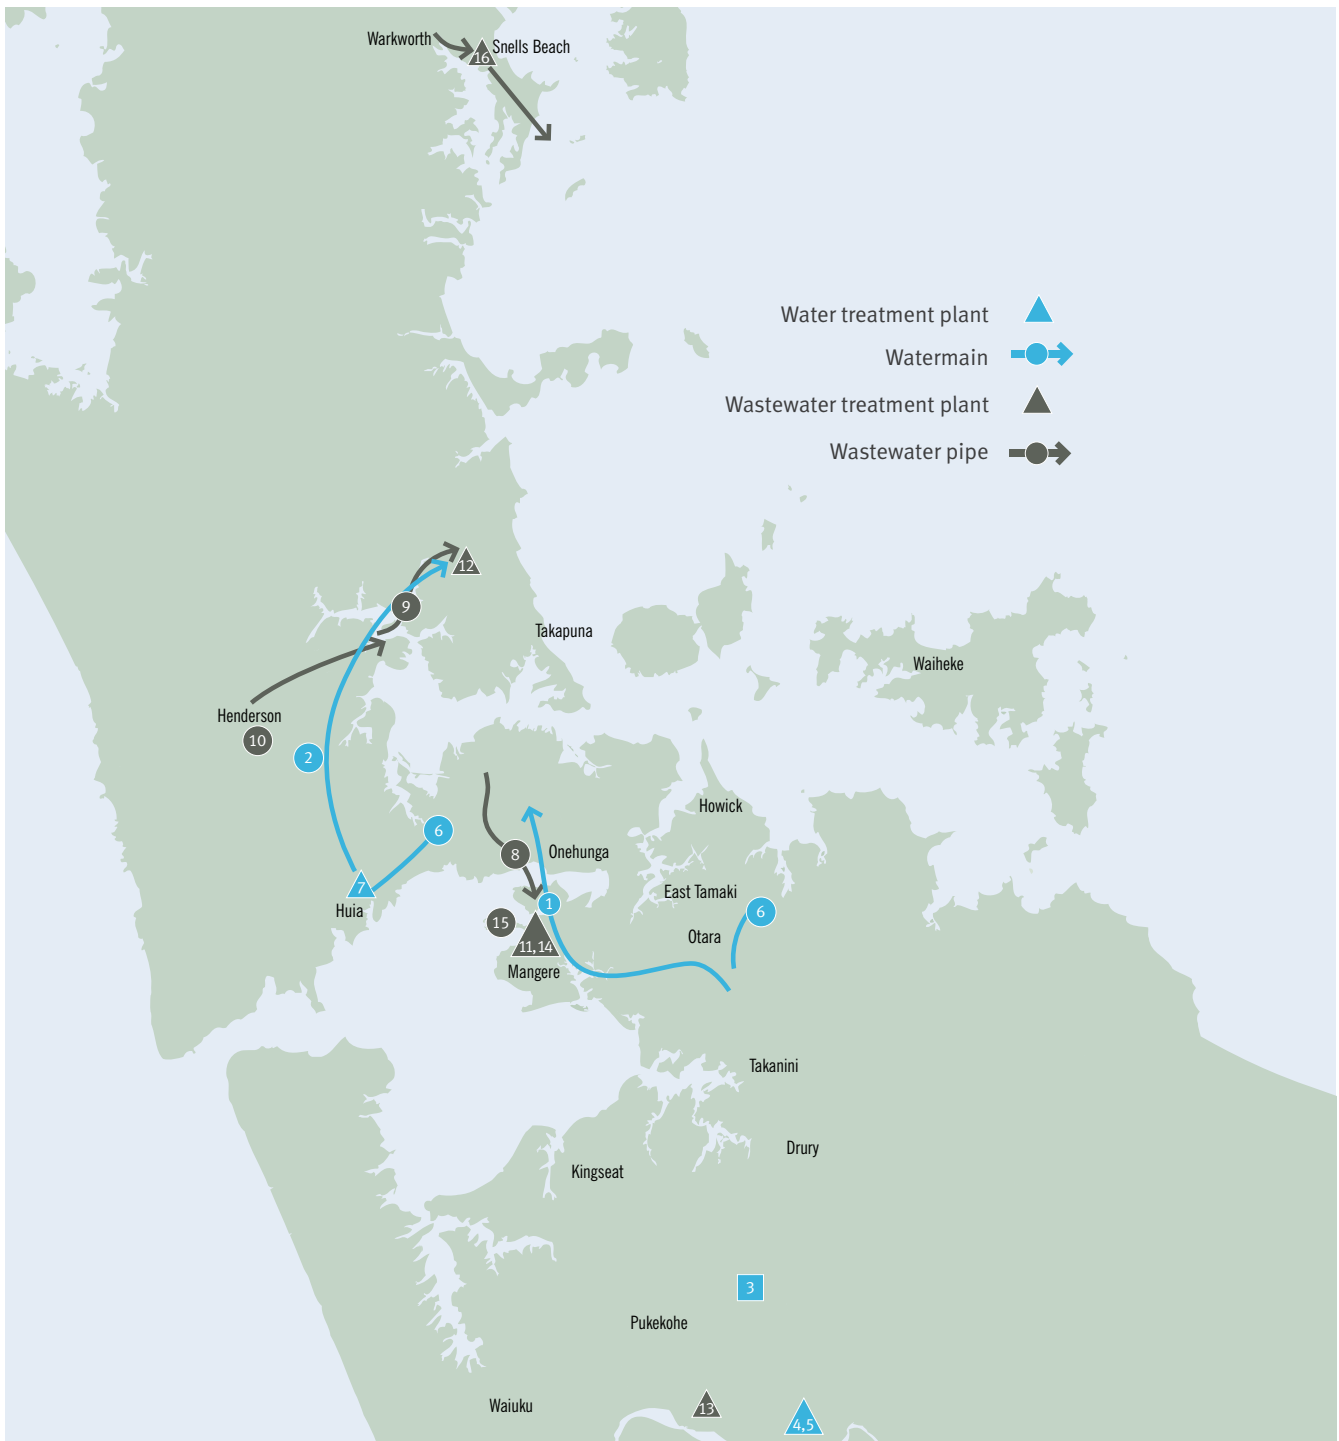 Warkworth
Snells Beach
16
Water treatment plant
Watermain
Wastewater treatment plant
Wastewater pipe
12
9
Takapuna
Waiheke
Henderson
10
2
Howick
6
8
Onehunga
7
East Tamaki
Huia
1
6
15
Otara
11,14
Mangere
Takanini
Drury
Kingseat
3
Pukekohe
Waiuku
13
4,5